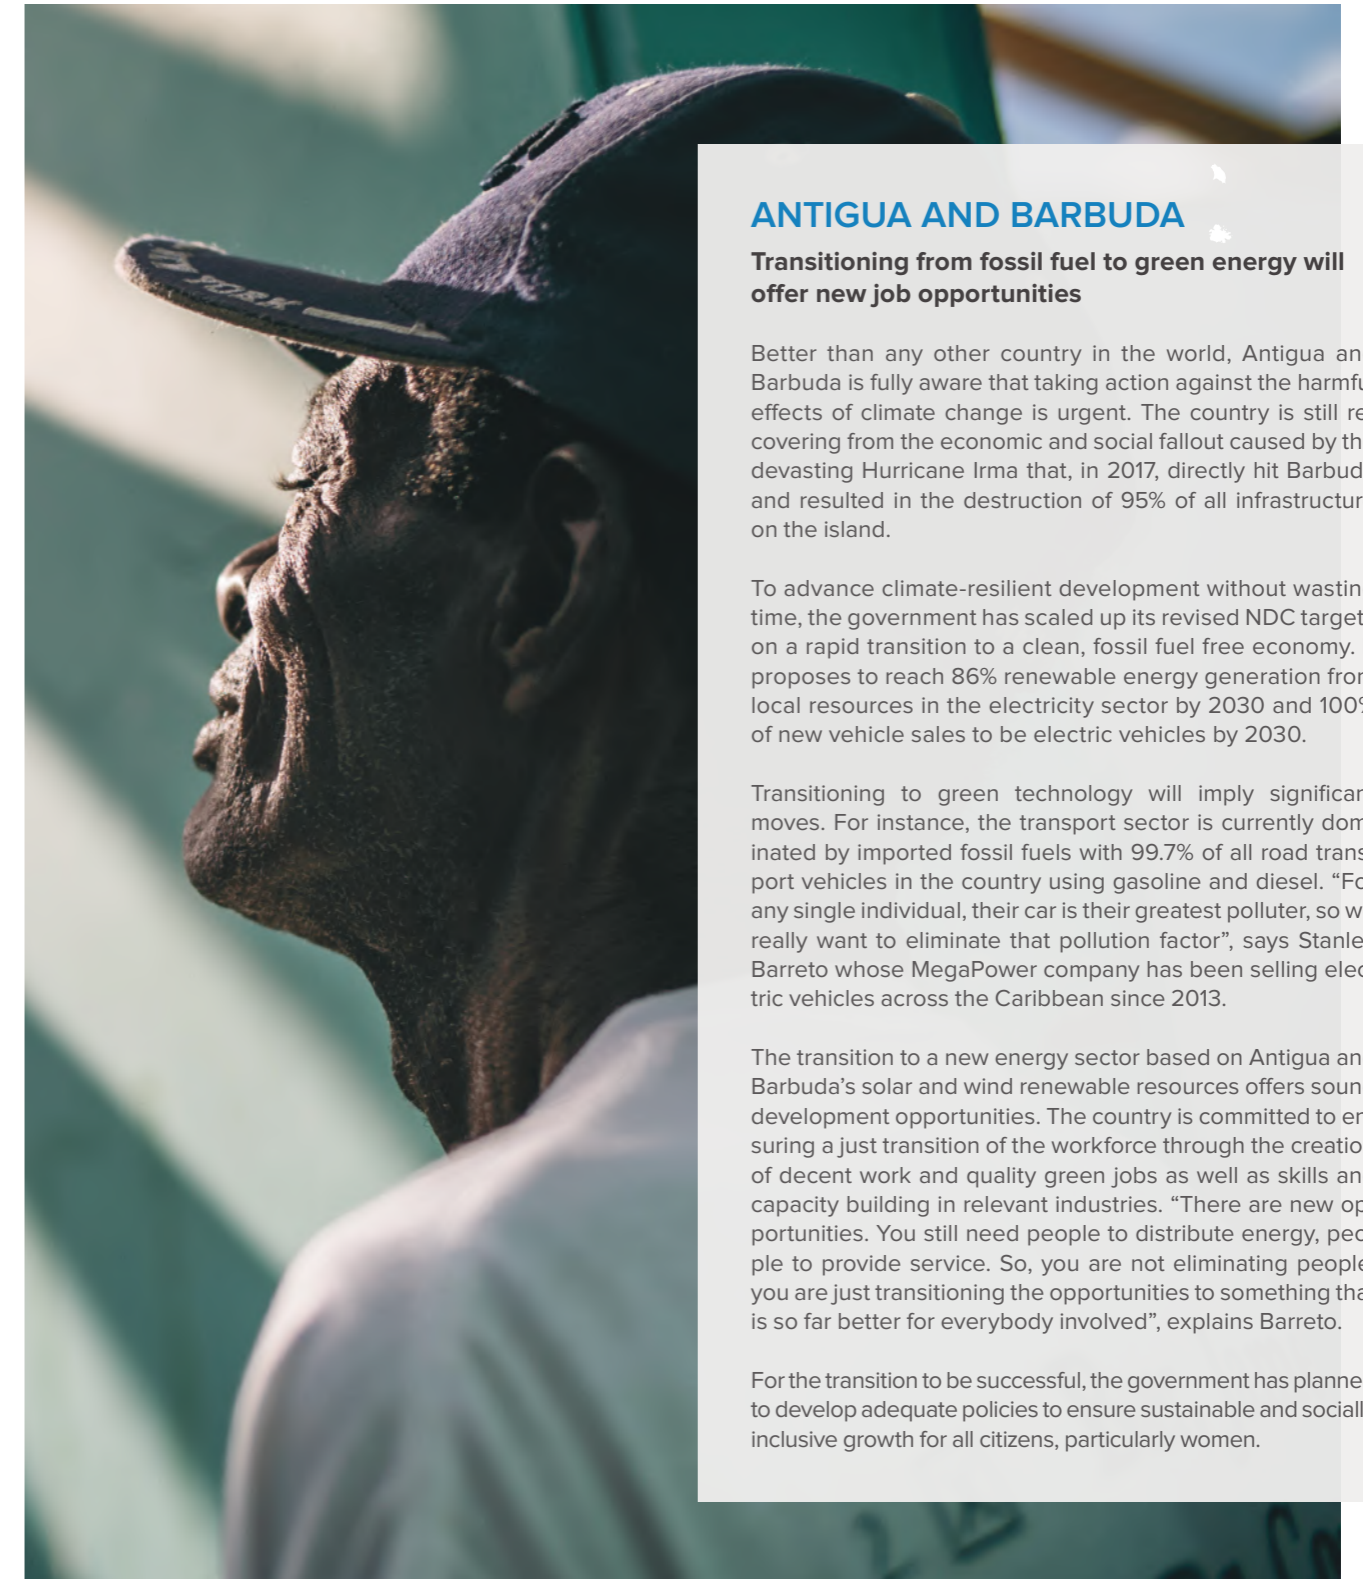 YORK
ANTIGUA AND BARBUDA
Transitioning from fossil fuel to green energy will
offer new job opportunities
Better than any other country in the world, Antigua an
Barbuda is fully aware that taking action against the harmfu
effects of climate change is urgent. The country is still re
covering from the economic and social fallout caused by th
devasting Hurricane Irma that, in 2017, directly hit Barbud
and resulted in the destruction of 95% of all infrastructur
on the island.
To advance climate-resilient development without wastin
time, the government has scaled up its revised NDC target
on a rapid transition to a clean, fossil fuel free economy.
proposes to reach 86% renewable energy generation fror
local resources in the electricity sector by 2030 and 100%
of new vehicle sales to be electric vehicles by 2030.
Transitioning to green technology will imply significan
moves. For instance, the transport sector is currently dom
inated by imported fossil fuels with 99.7% of all road trans
port vehicles in the country using gasoline and diesel. “Fo
any single individual, their car is their greatest polluter, so w
really want to eliminate that pollution factor”, says Stanle
Barreto whose MegaPower company has been selling elec
tric vehicles across the Caribbean since 2013.
The transition to a new energy sector based on Antigua an
Barbuda’s solar and wind renewable resources offers soun
development opportunities. The country is committed to en
suring a just transition of the workforce through the creatio
of decent work and quality green jobs as well as skills an
capacity building in relevant industries. “There are new op
portunities. You still need people to distribute energy, peo
ple to provide service. So, you are not eliminating people
you are just transitioning the opportunities to something tha
is so far better for everybody involved”, explains Barreto.
For the transition to be successful, the government has planne
to develop adequate policies to ensure sustainable and sociall
inclusive growth for all citizens, particularly women.